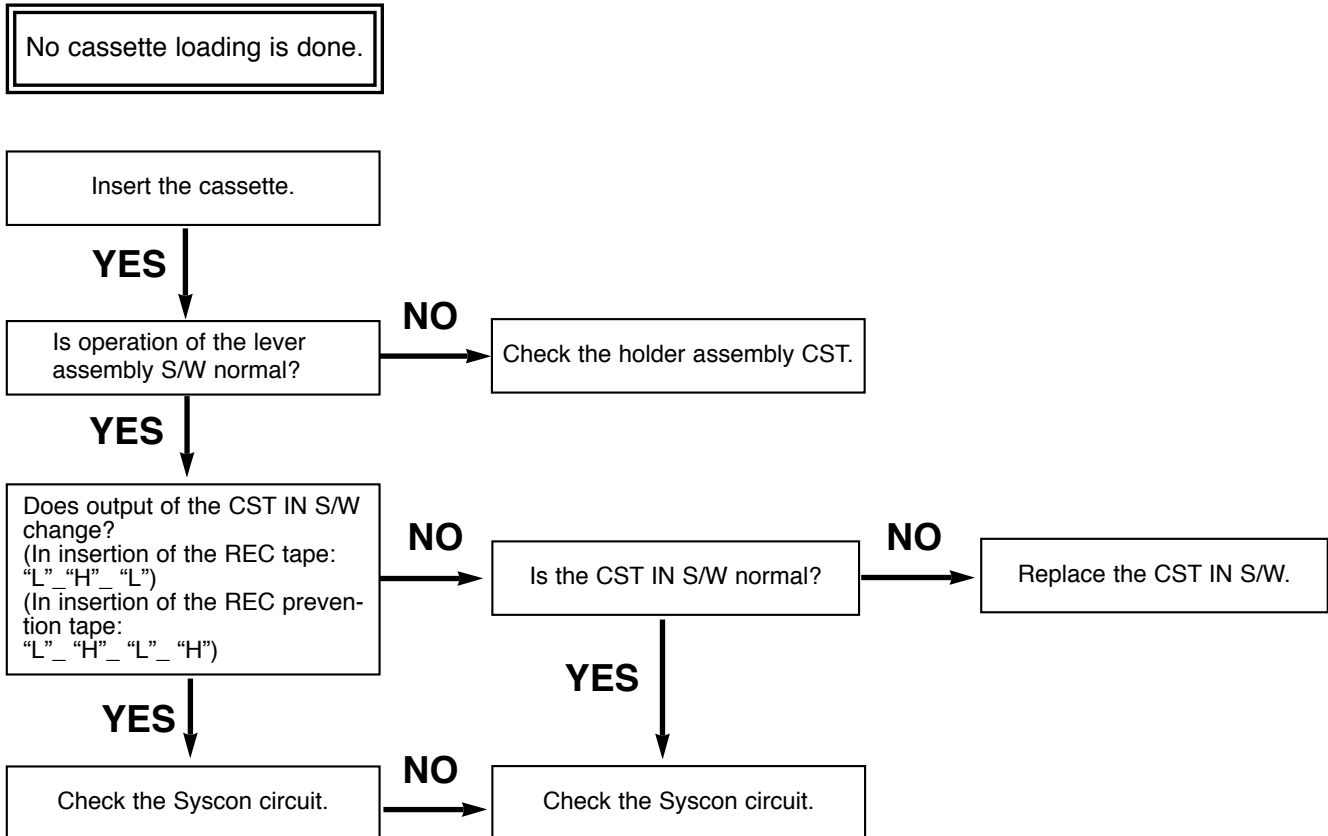 No cassette loading is done.
Insert the cassette.
YES
Is operation of the lever
assembly S/W normal?
NO
Check the holder assembly CST.
YES
Does output of the CST IN S/W
change?
(In insertion of the REC tape:
“L”_“H”_ “L”)
(In insertion of the REC preven-
tion tape:
“L”_ “H”_ “L”_ “H”)
NO
Is the CST IN S/W normal?
NO
Replace the CST IN S/W.
YES
YES
Check the Syscon circuit.
NO
Check the Syscon circuit.